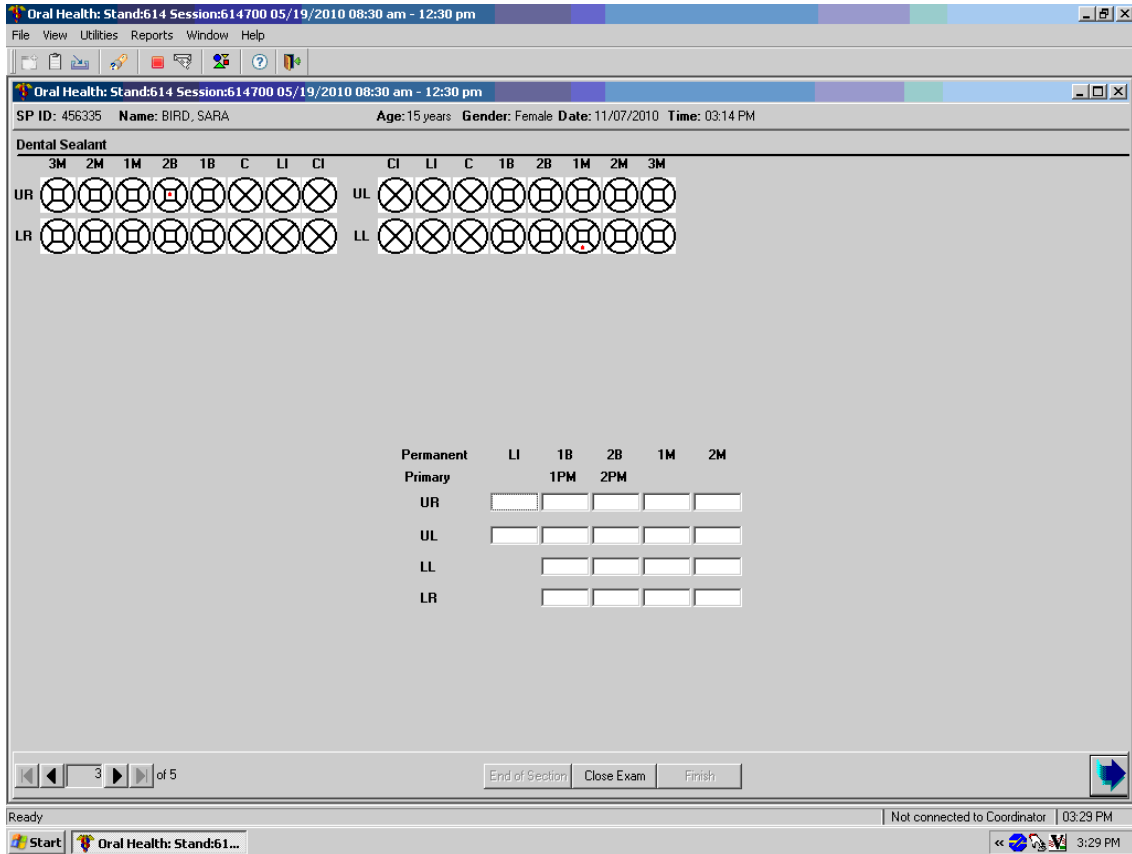 Oral Health: Stand:614 Session:614700 05/19/2010 08:30 am - 12:30 pm
File View Utilities Reports Window Help
Oral Health: Stand:614 Session:614700 05/19/2010 08:30 am - 12:30 pm
SP ID: 456335 Name: BIRD, SARA Age: 15 years Gender: Female Date: 11/07/2010 Time: 03:14 PM
Dental Sealant
3M 2M 1M 2B 1B C LI CI CI LI C 1B 2B 1M 2M 3M
UR UL
LR LL
Permanent LI 1B 2B 1M 2M
Primary 1PM 2PM
UR
UL
LL
LR
3 of 5 End of Section Close Exam Finish
Ready Not connected to Coordinator 03:29 PM
Start Oral Health: Stand:61... « 3:29 PM